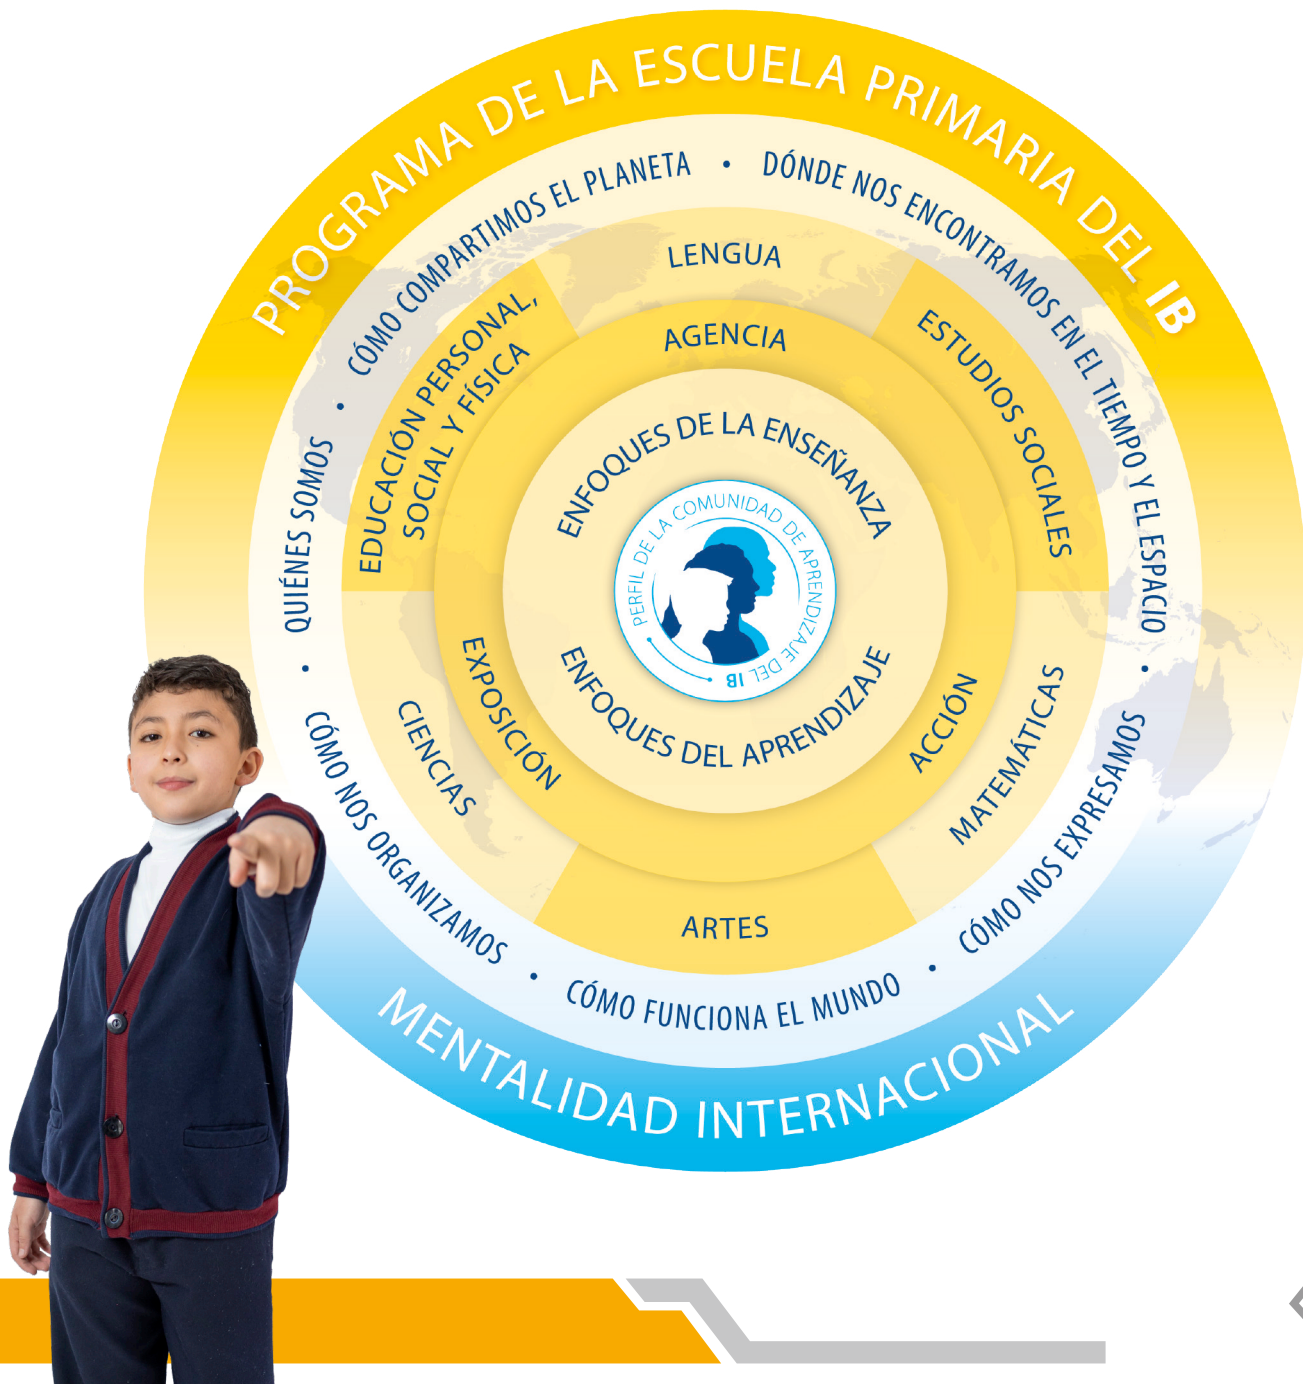 PROGRAMA DE LA ESCUELA PRIMARIA DEL IB
CÓMO COMPARTIMOS EL PLANETA
•
DÓNDE NOS ENCONTRAMOS EN EL TIEMPO Y EL ESPACIO
•
CÓMO NOS EXPRESAMOS
•
CÓMO FUNCIONA EL MUNDO
•
CÓMO NOS ORGANIZAMOS
•
QUIÉNES SOMOS
•
LENGUA
ESTUDIOS SOCIALES
MATEMÁTICAS
ARTES
CIENCIAS
EDUCACIÓN PERSONAL,
SOCIAL Y FÍSICA
AGENCIA
ACCIÓN
EXPOSICIÓN
ENFOQUES DE LA ENSEÑANZA
ENFOQUES DEL APRENDIZAJE
• PERFIL DE LA COMUNIDAD DE APRENDIZAJE DEL IB •
MENTALIDAD INTERNACIONAL